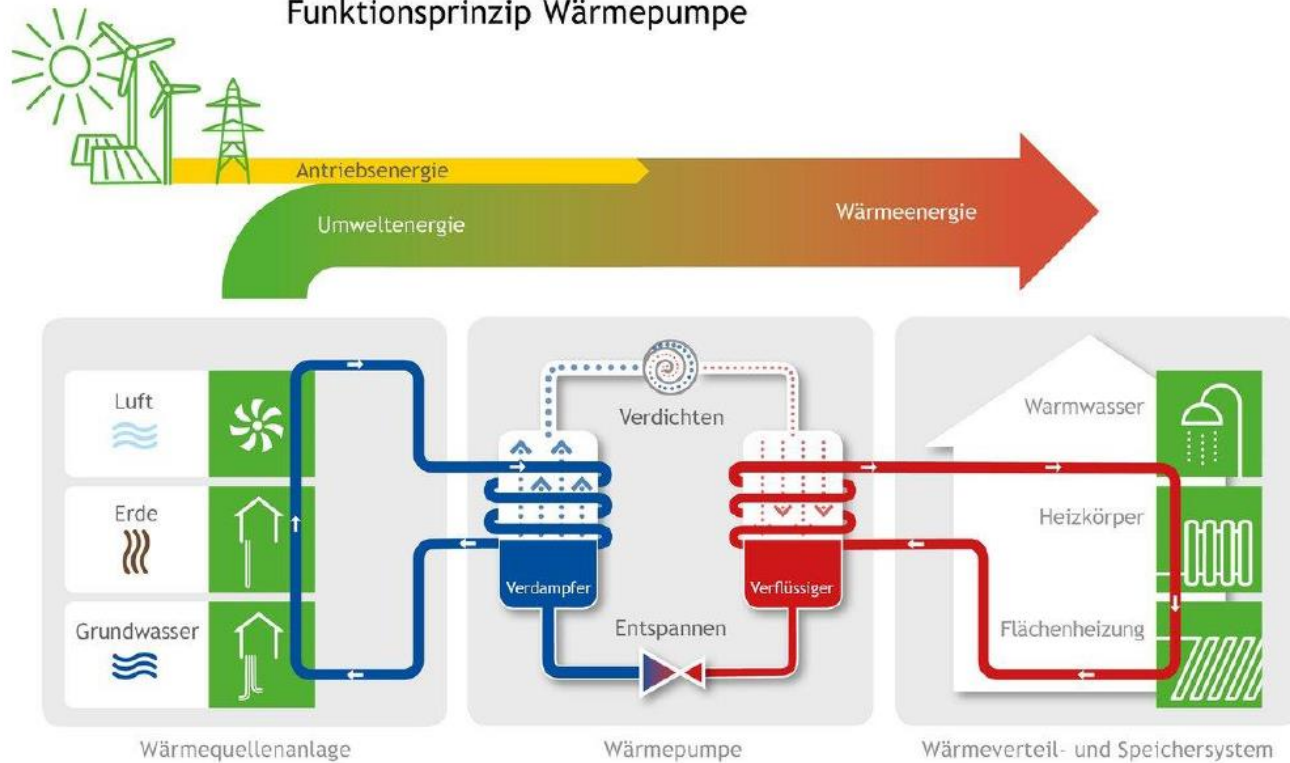 Funktionsprinzip Wärmepumpe
Antriebsenergie
Umweltenergie
Wärmeenergie
Luft
Erde
Grundwasser
Verdichten
Verdampfer
Verflüssiger
Entspannen
Warmwasser
Heizkörper
Flächenheizung
Wärmequellenanlage
Wärmepumpe
Wärmeverteil- und Speichersystem